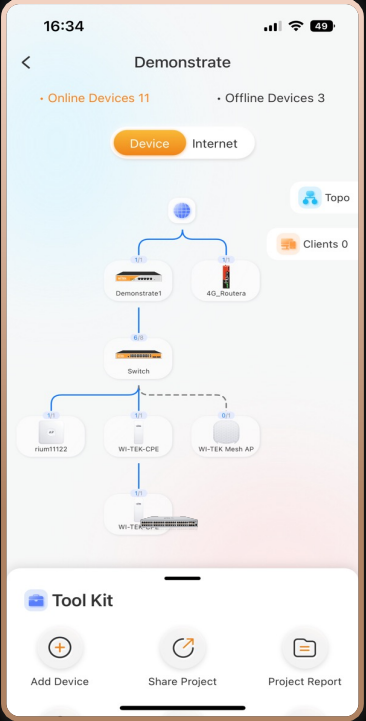 16:34
49
Demonstrate
• Online Devices 11
• Offline Devices 3
Device
Internet
Topo
Clients 0
1/1
1/1
Demonstrate1
4G_Routera
Switch
1/1
1/1
0/1
rium11122
WI-TEK-CPE
WI-TEK Mesh AP
1/1
Tool Kit
Add Device
Share Project
Project Report